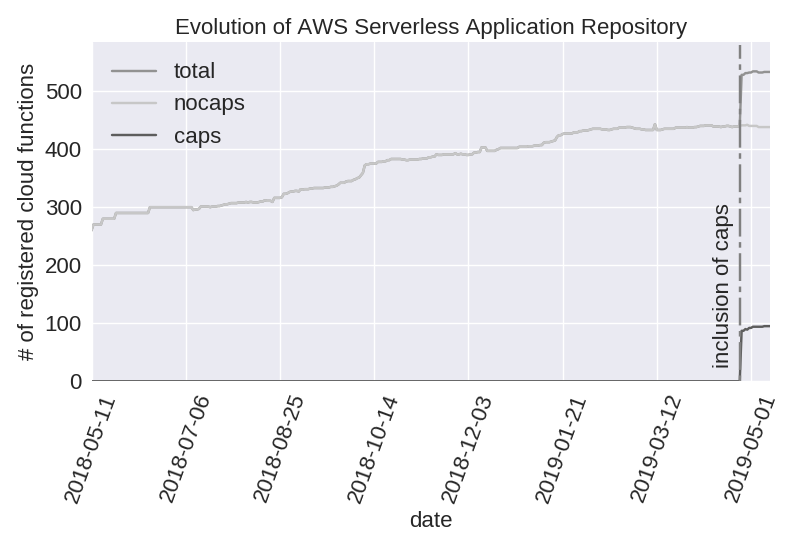 Evolution of AWS Serverless Application Repository
total
nocaps
caps
# of registered cloud functions
500
400
300
200
100
0
inclusion of caps
2018-05-11
2018-07-06
2018-08-25
2018-10-14
2018-12-03
2019-01-21
2019-03-12
2019-05-01
date